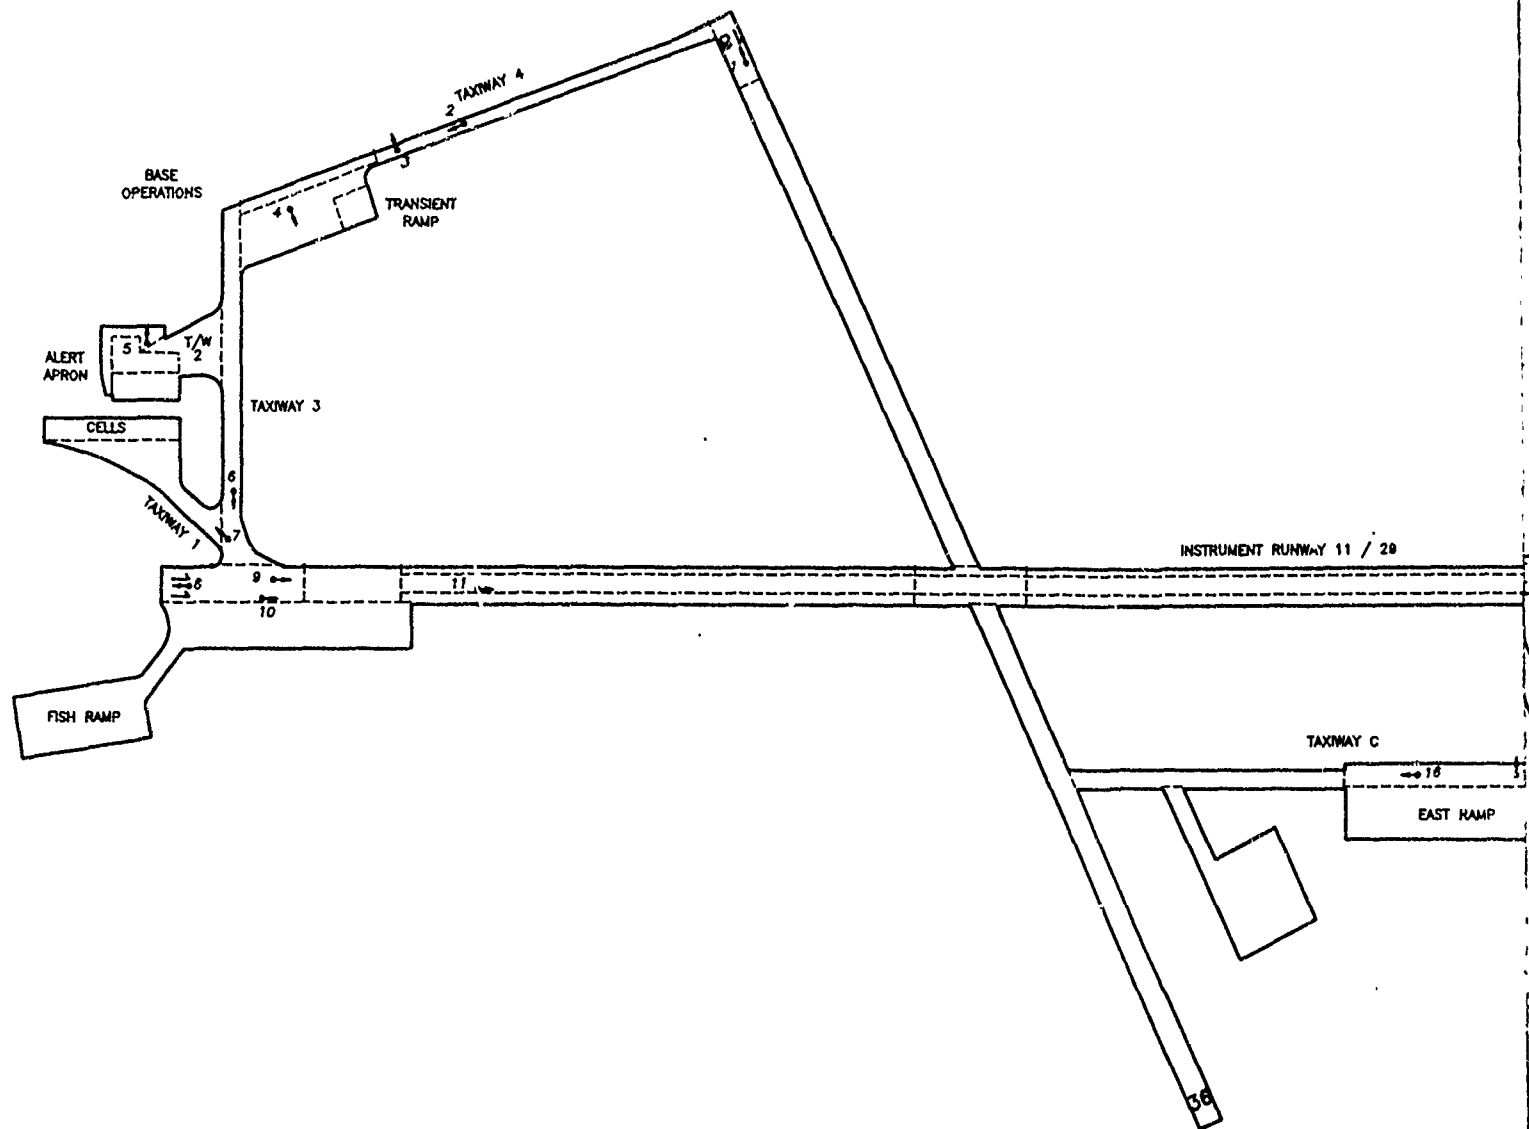 TAXIWAY 4
2
1
3
BASE
OPERATIONS
4
TRANSIENT
RAMP
T/W
2
5
ALERT
APRON
TAXIWAY 3
CELLS
6
TAXIWAY 1
7
INSTRUMENT RUNWAY 11 / 29
8
9
10
11
FISH RAMP
TAXIWAY C
16
EAST RAMP
36